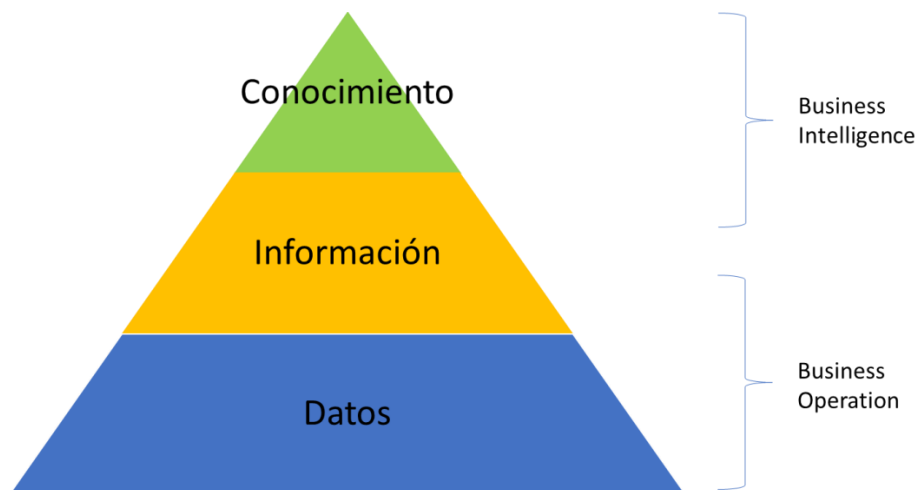 Conocimiento
Business
Intelligence
Información
Business
Operation
Datos